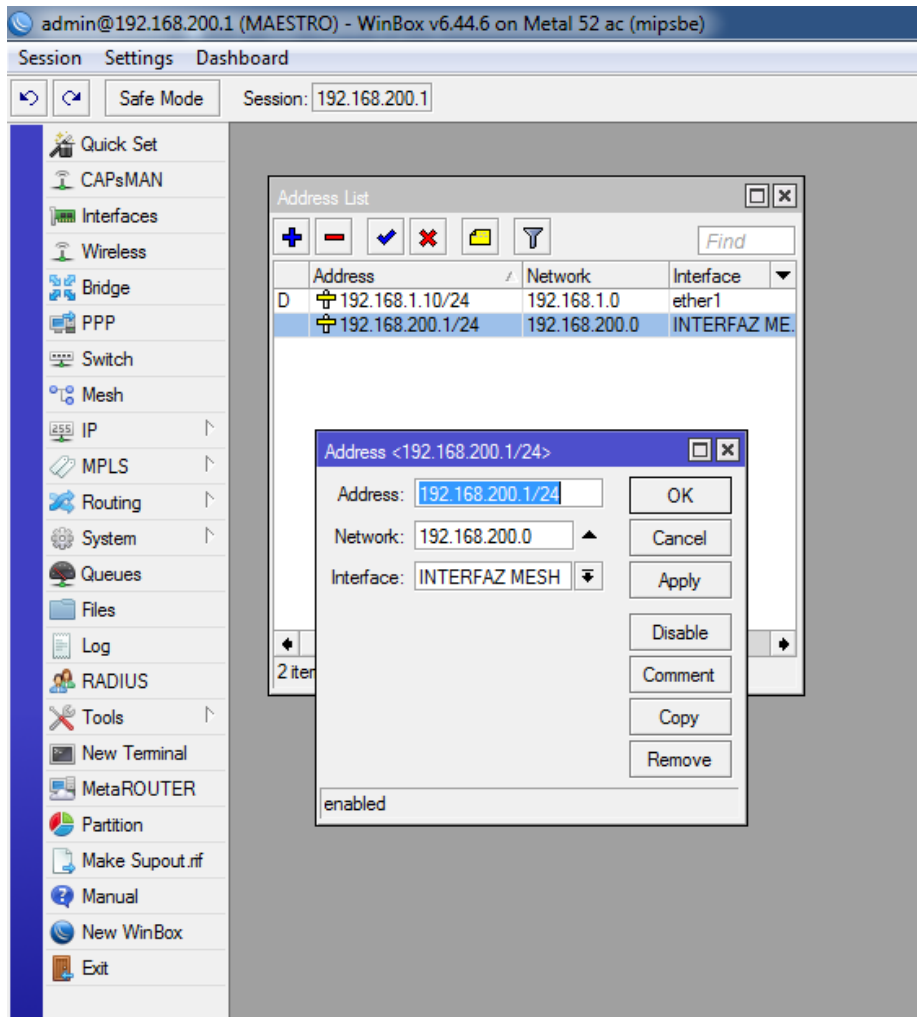 admin@192.168.200.1 (MAESTRO) - WinBox v6.44.6 on Metal 52 ac (mipsbe)
Session Settings Dashboard
Safe Mode Session: 192.168.200.1
Quick Set
CAPsMAN
Interfaces
Wireless
Bridge
PPP
Switch
Mesh
255 IP
MPLS
Routing
System
Queues
Files
Log
RADIUS
Tools
New Terminal
MetaROUTER
Partition
Make Supout.rif
Manual
New WinBox
Exit
Address List
Find
Address Network Interface
D 192.168.1.10/24 192.168.1.0 ether1
192.168.200.1/24 192.168.200.0 INTERFAZ ME.
2 iter
Address <192.168.200.1/24>
Address: 192.168.200.1/24 OK
Network: 192.168.200.0 Cancel
Interface: INTERFAZ MESH Apply
Disable
Comment
Copy
Remove
enabled